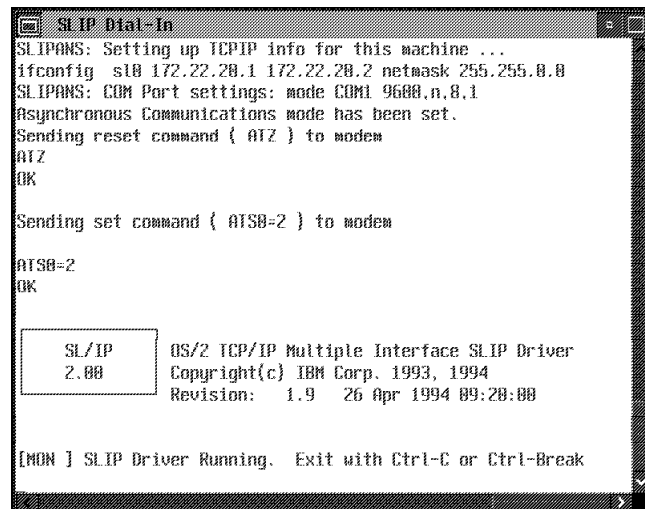 SLIP Dial-In
SLIPANS: Setting up TCPIP info for this machine ...
ifconfig  sl0 172.22.20.1 172.22.20.2 netmask 255.255.0.0
SLIPANS: COM Port settings: mode COM1 9600,n,8,1
Asynchronous Communications mode has been set.
Sending reset command ( ATZ ) to modem
ATZ
OK
Sending set command ( ATS0=2 ) to modem
ATS0=2
OK
SL/IP OS/2 TCP/IP Multiple Interface SLIP Driver
2.00 Copyright(c) IBM Corp. 1993, 1994
Revision:   1.9   26 Apr 1994 09:20:00
[MON ] SLIP Driver Running.  Exit with Ctrl-C or Ctrl-Break